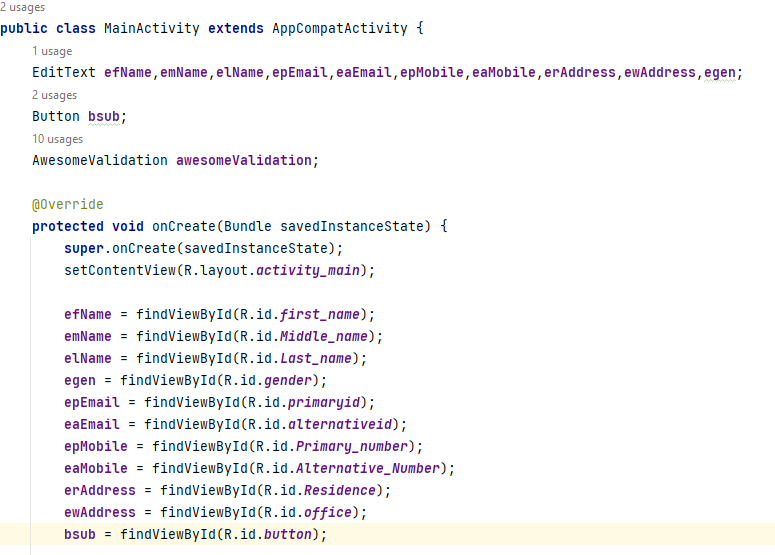 2 usages
public class MainActivity extends AppCompatActivity {
1 usage
EditText efName,emName,elName,epEmail,eaEmail,epMobile,eaMobile,erAddress,ewAddress,egen;
2 usages
Button bsub;
10 usages
AwesomeValidation awesomeValidation;
@Override
protected void onCreate(Bundle savedInstanceState) {
super.onCreate(savedInstanceState);
setContentView(R.layout.activity_main);
efName = findViewById(R.id.first_name);
emName = findViewById(R.id.Middle_name);
elName = findViewById(R.id.Last_name);
egen = findViewById(R.id.gender);
epEmail = findViewById(R.id.primaryid);
eaEmail = findViewById(R.id.alternativeid);
epMobile = findViewById(R.id.Primary_number);
eaMobile = findViewById(R.id.Alternative_Number);
erAddress = findViewById(R.id.Residence);
ewAddress = findViewById(R.id.office);
bsub = findViewById(R.id.button);